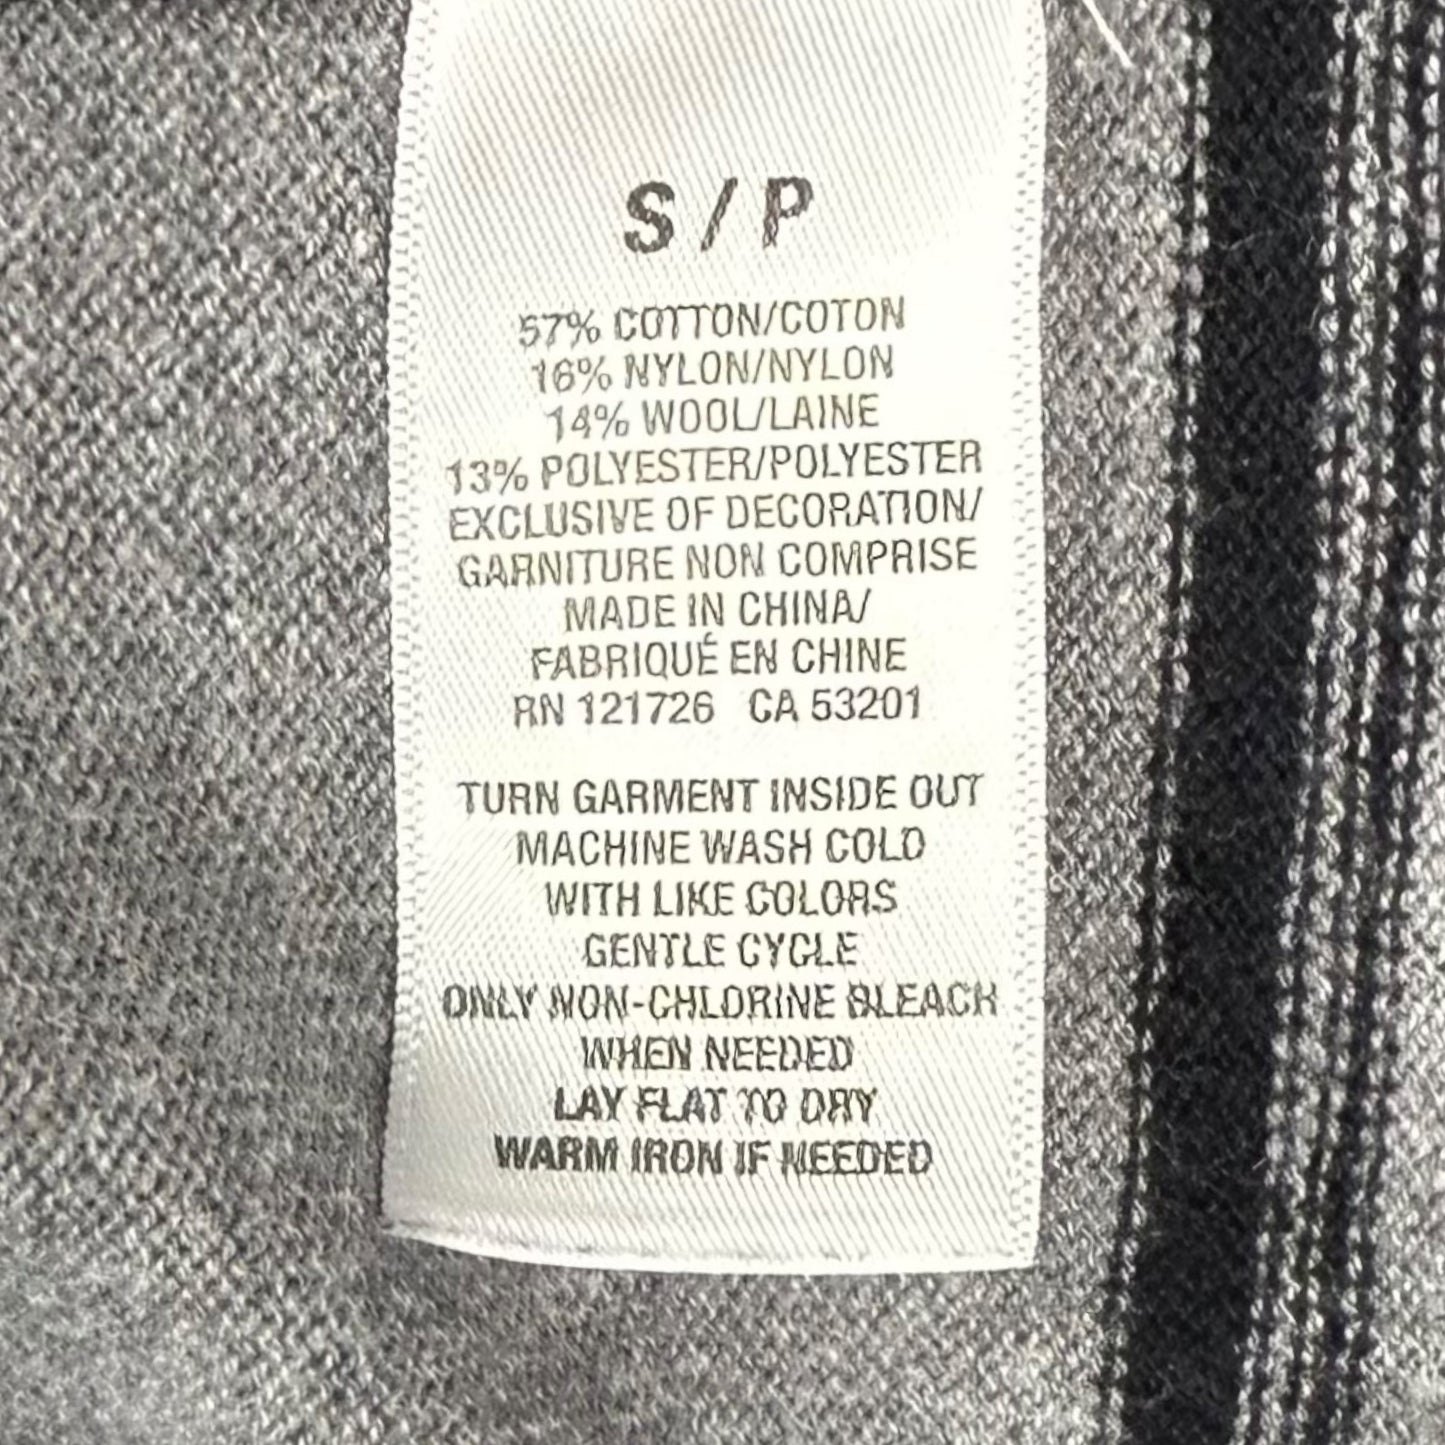 S / P
57% COTTON/COTON
16% NYLON/NYLON
14% WOOL/LAINE
13% POLYESTER/POLYESTER
EXCLUSIVE OF DECORATION/
GARNITURE NON COMPRISE
MADE IN CHINA/
FABRIQUÉ EN CHINE
RN 121726 CA 53201
TURN GARMENT INSIDE OUT
MACHINE WASH COLD
WITH LIKE COLORS
GENTLE CYCLE
ONLY NON-CHLORINE BLEACH
WHEN NEEDED
LAY FLAT TO DRY
WARM IRON IF NEEDED